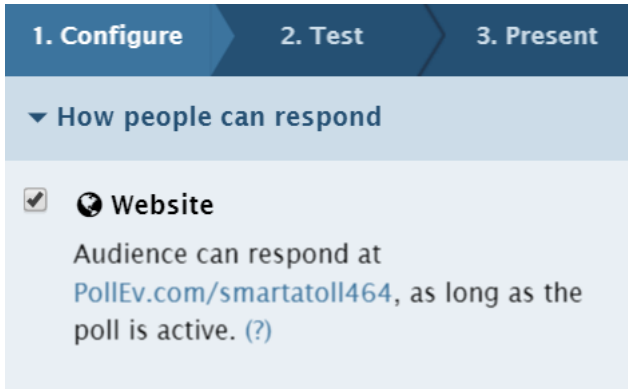 1. Configure 2. Test 3. Present
How people can respond
Website
Audience can respond at
PollEv.com/smartatoll464, as long as the
poll is active. (?)